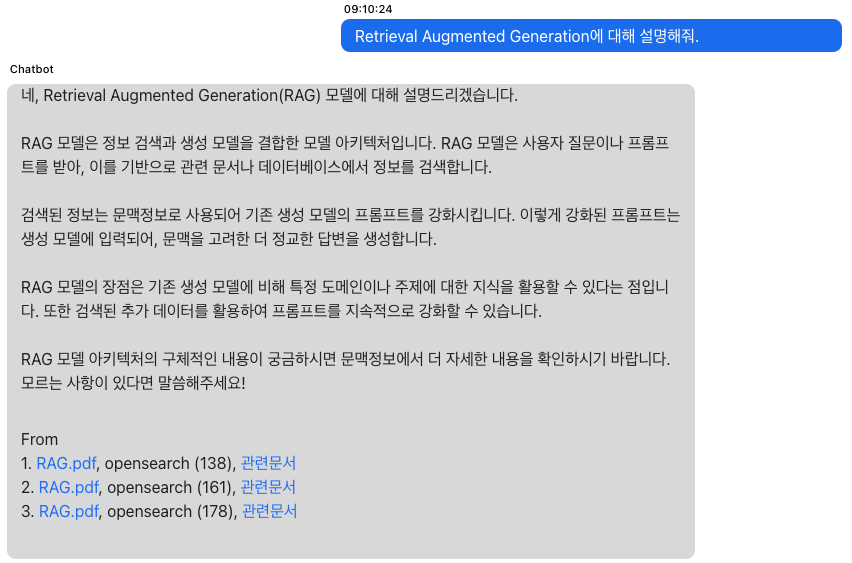 09:10:24
Retrieval Augmented Generation에 대해 설명해줘.
Chatbot
네, Retrieval Augmented Generation(RAG) 모델에 대해 설명드리겠습니다.
RAG 모델은 정보 검색과 생성 모델을 결합한 모델 아키텍처입니다. RAG 모델은 사용자 질문이나 프롬프
트를 받아, 이를 기반으로 관련 문서나 데이터베이스에서 정보를 검색합니다.
검색된 정보는 문맥정보로 사용되어 기존 생성 모델의 프롬프트를 강화시킵니다. 이렇게 강화된 프롬프트는
생성 모델에 입력되어, 문맥을 고려한 더 정교한 답변을 생성합니다.
RAG 모델의 장점은 기존 생성 모델에 비해 특정 도메인이나 주제에 대한 지식을 활용할 수 있다는 점입니
다. 또한 검색된 추가 데이터를 활용하여 프롬프트를 지속적으로 강화할 수 있습니다.
RAG 모델 아키텍처의 구체적인 내용이 궁금하시면 문맥정보에서 더 자세한 내용을 확인하시기 바랍니다.
모르는 사항이 있다면 말씀해주세요!
From
1. RAG.pdf, opensearch (138), 관련문서
2. RAG.pdf, opensearch (161), 관련문서
3. RAG.pdf, opensearch (178), 관련문서